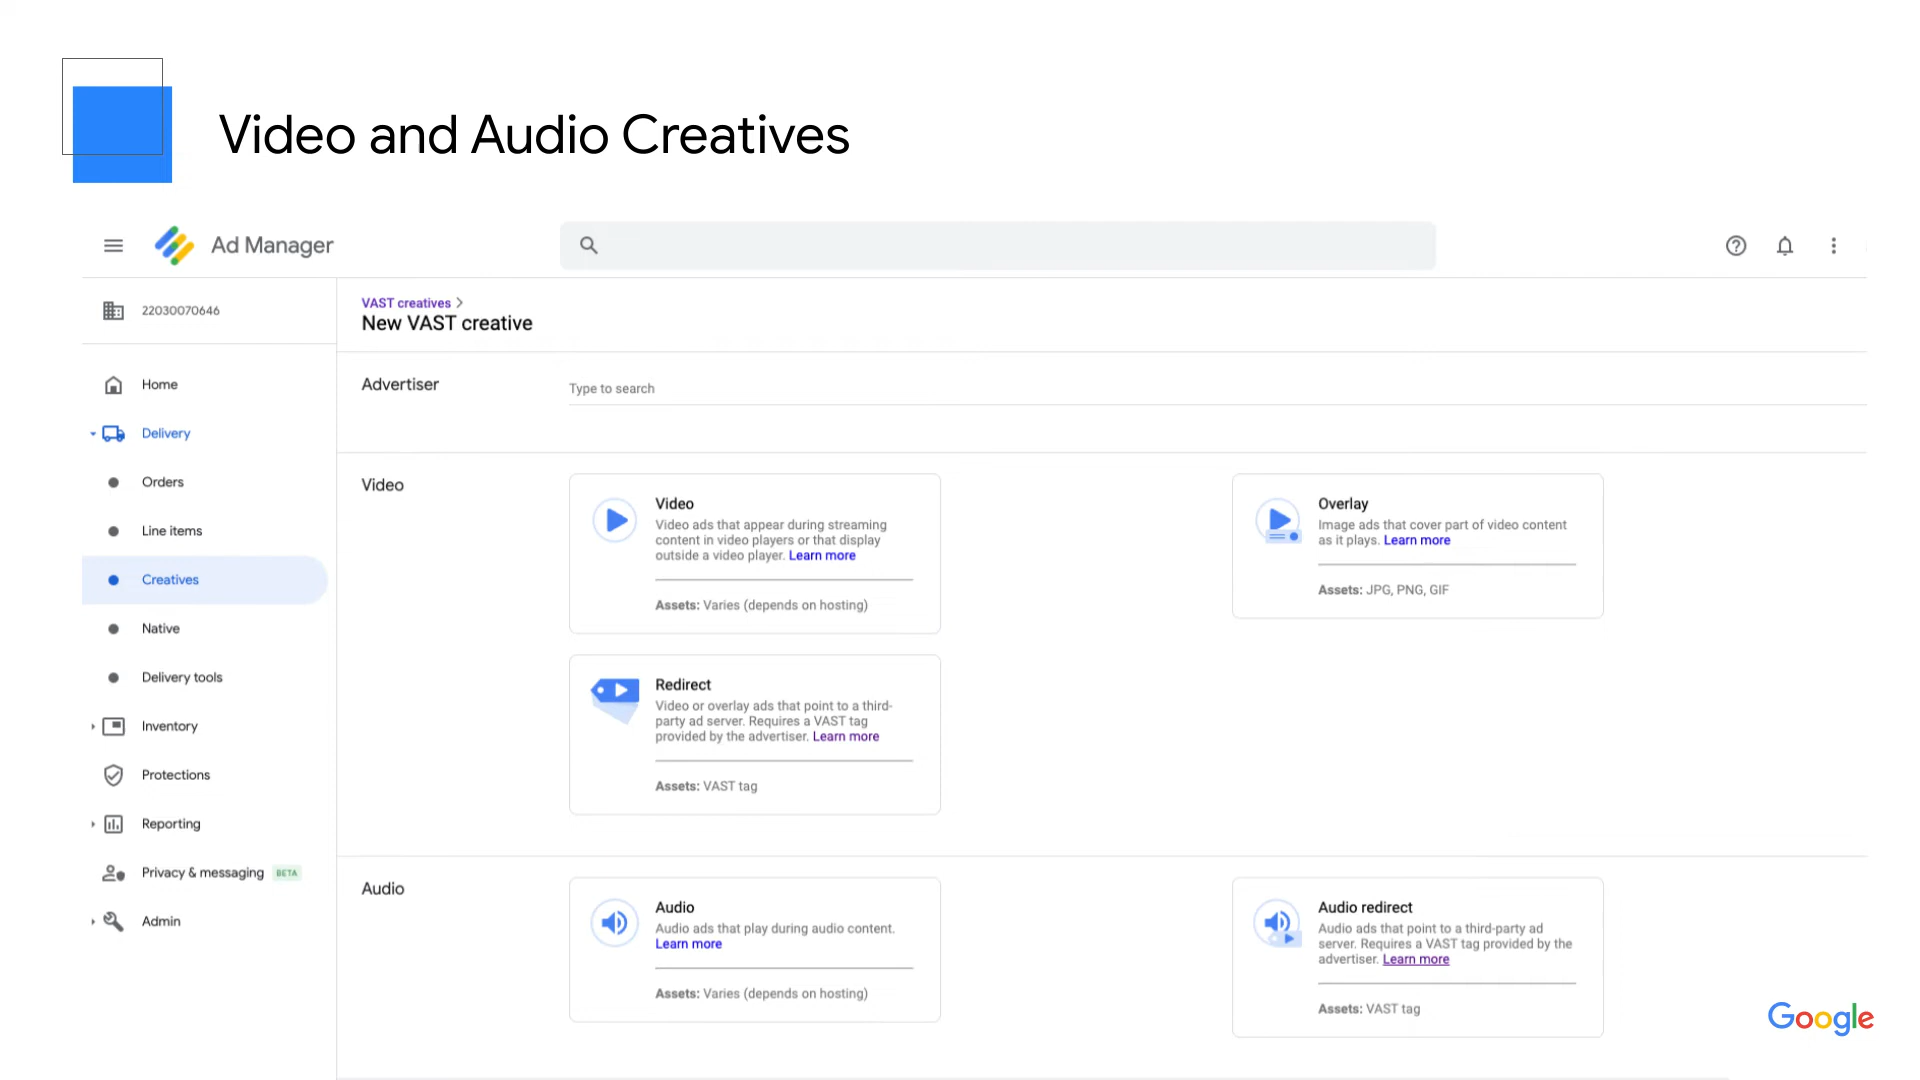 Video and Audio Creatives
Ad Manager
22030070646
VAST creatives
New VAST creative
Home
Delivery
Orders
Line items
Creatives
Native
Delivery tools
Inventory
Protections
Reporting
Privacy & messaging BETA
Admin
Advertiser
Type to search
Video
Video
Video ads that appear during streaming
content in video players or that display
outside a video player. Learn more
Assets: Varies (depends on hosting)
Overlay
Image ads that cover part of video content
as it plays. Learn more
Assets: JPG, PNG, GIF
Redirect
Video or overlay ads that point to a third-
party ad server. Requires a VAST tag
provided by the advertiser. Learn more
Assets: VAST tag
Audio
Audio
Audio ads that play during audio content.
Learn more
Assets: Varies (depends on hosting)
Audio redirect
Audio ads that point to a third-party ad
server. Requires a VAST tag provided by the
advertiser. Learn more
Assets: VAST tag
Google